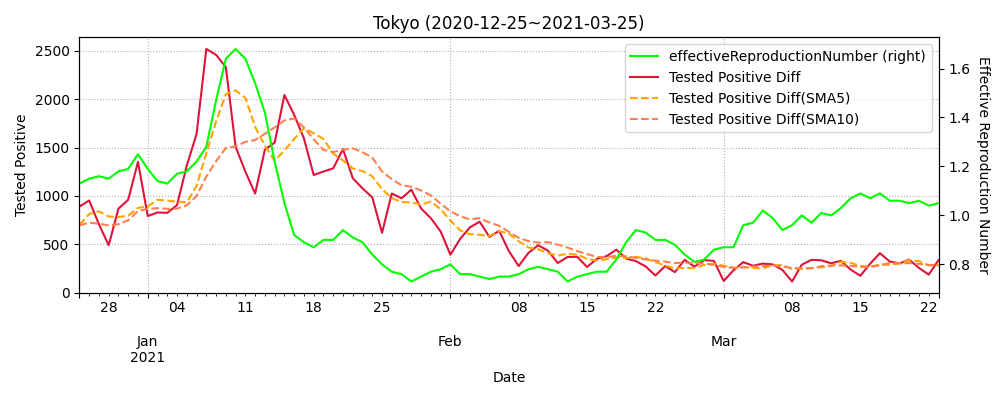 Tokyo (2020-12-25~2021-03-25)
effectiveReproductionNumber (right)
Tested Positive Diff
Tested Positive Diff(SMA5)
Tested Positive Diff(SMA10)
Tested Positive
2500
2000
1500
1000
500
0
Effective Reproduction Number
1.6
1.4
1.2
1.0
0.8
28 04 11 18 25 08 15 22 08 15 22
Jan Feb Mar
2021
Date